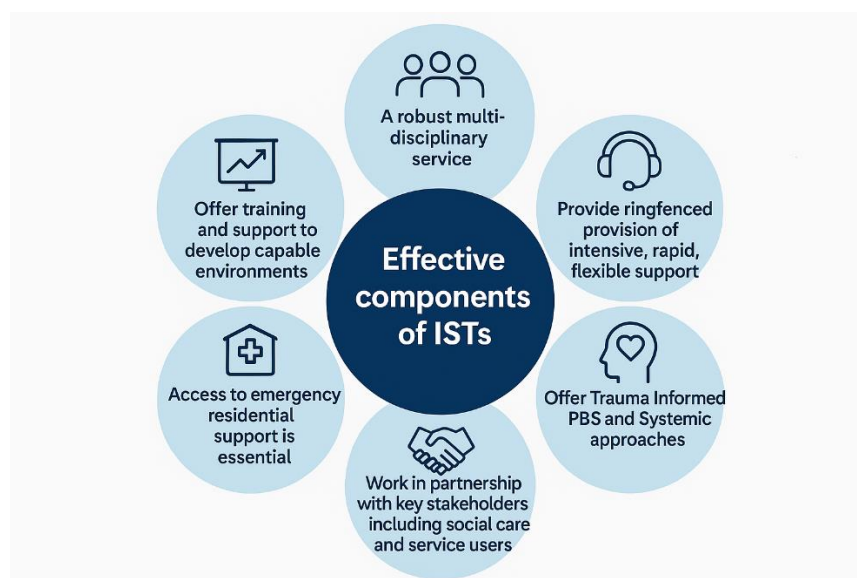 A robust multi-
disciplinary
service
Provide ringfenced
provision of
intensive, rapid,
flexible support
Offer Trauma Informed
PBS and Systemic
approaches
Work in partnership
with key stakeholders
including social care
and service users
Access to emergency
residential
support is
essential
Offer training
and support to
develop capable
environments
Effective
components
of ISTs